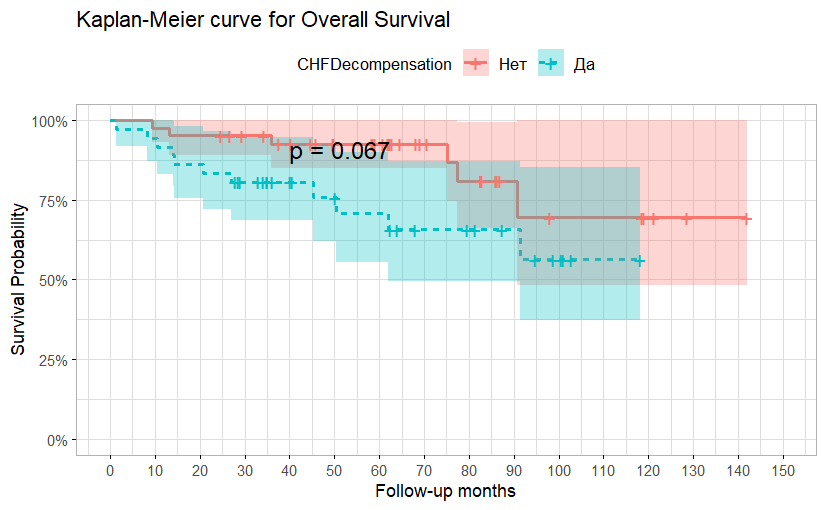 Kaplan-Meier curve for Overall Survival
CHFDecompensation Нет Да
100%
75%
50%
25%
0%
Survival Probability
p = 0.067
0 10 20 30 40 50 60 70 80 90 100 110 120 130 140 150
Follow-up months